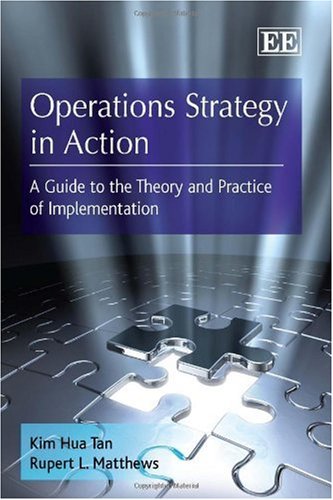 EE
Operations Strategy
in Action
A Guide to the Theory and Practice
of Implementation
Kim Hua Tan
Rupert L. Matthews